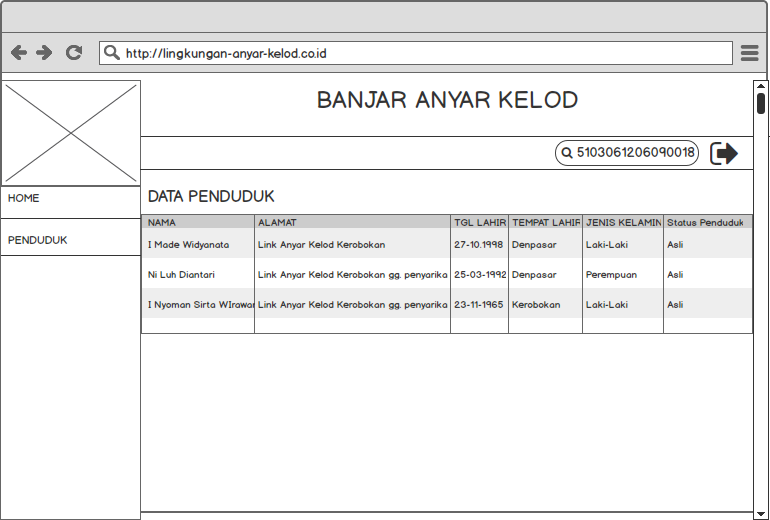 http://lingkungan-anyar-kelod.co.id
BANJAR ANYAR KELOD
5103061206090018
HOME
PENDUDUK
DATA PENDUDUK
NAMA ALAMAT TGL LAHIR TEMPAT LAHIR JENIS KELAMIN Status Penduduk
I Made Widyanata Link Anyar Kelod Kerobokan 27-10.1998 Denpasar Laki-Laki Asli
Ni Luh Diantari Link Anyar Kelod Kerobokan gg. penyarika 25-03-1992 Denpasar Perempuan Asli
I Nyoman Sirta WIrawan Link Anyar Kelod Kerobokan gg. penyarika 23-11-1965 Kerobokan Laki-Laki Asli